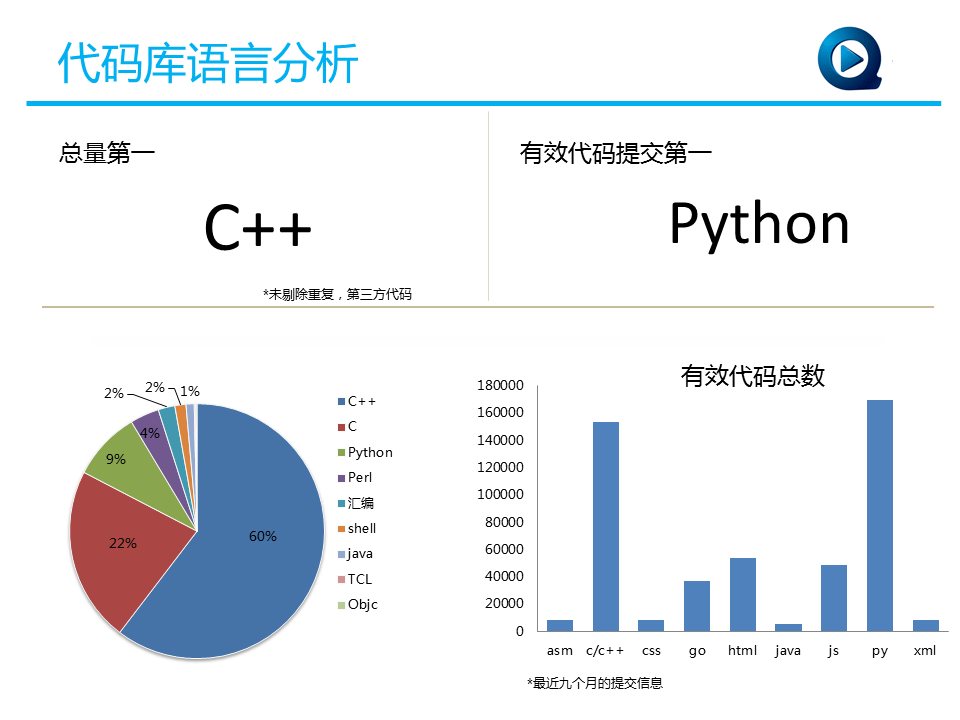 代码库语言分析
总量第一
C++
*未剔除重复，第三方代码
有效代码提交第一
Python
2%
2%
1%
4%
9%
22%
60%
C++
C
Python
Perl
汇编
shell
java
TCL
Objc
有效代码总数
180000
160000
140000
120000
100000
80000
60000
40000
20000
0
asm c/c++ css go html java js py xml
*最近九个月的提交信息